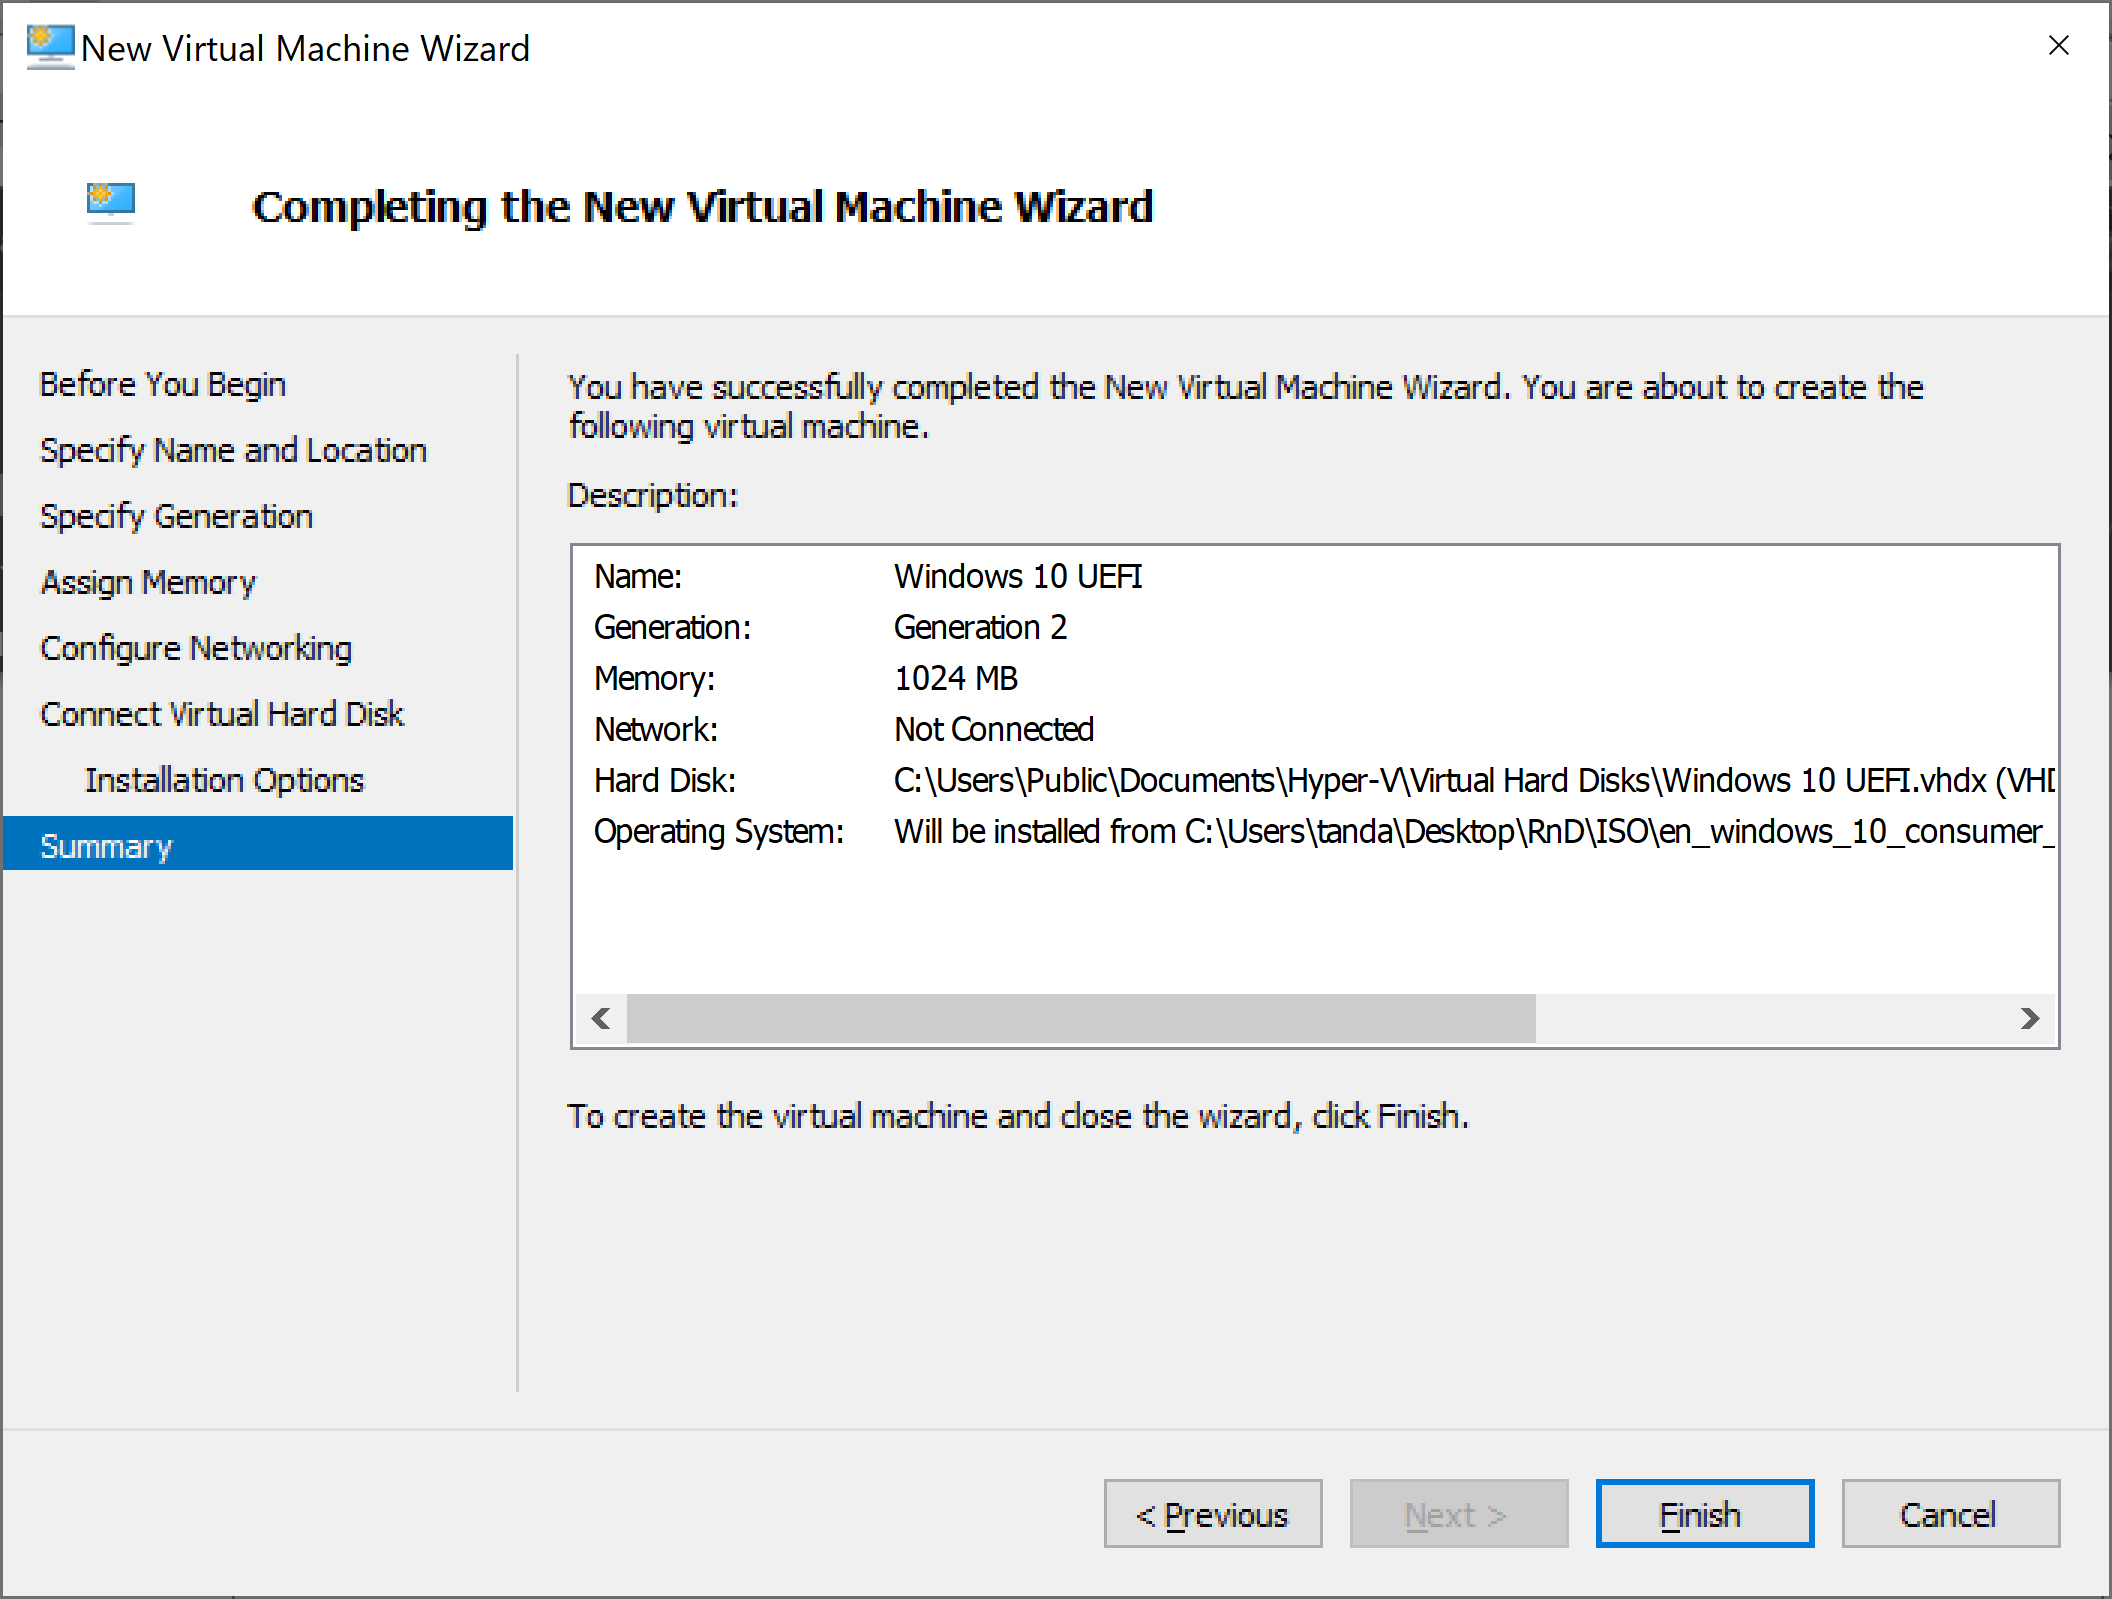 New Virtual Machine Wizard
Completing the New Virtual Machine Wizard
Before You Begin
Specify Name and Location
Specify Generation
Assign Memory
Configure Networking
Connect Virtual Hard Disk
Installation Options
Summary
You have successfully completed the New Virtual Machine Wizard. You are about to create the
following virtual machine.
Description:
Name: Windows 10 UEFI
Generation: Generation 2
Memory: 1024 MB
Network: Not Connected
Hard Disk: C:\Users\Public\Documents\Hyper-V\Virtual Hard Disks\Windows 10 UEFI.vhdx
Operating System: Will be installed from C:\Users\tanda\Desktop\RnD\ISO\en_windows_10_consumer_
To create the virtual machine and close the wizard, click Finish.
< Previous
Next >
Finish
Cancel